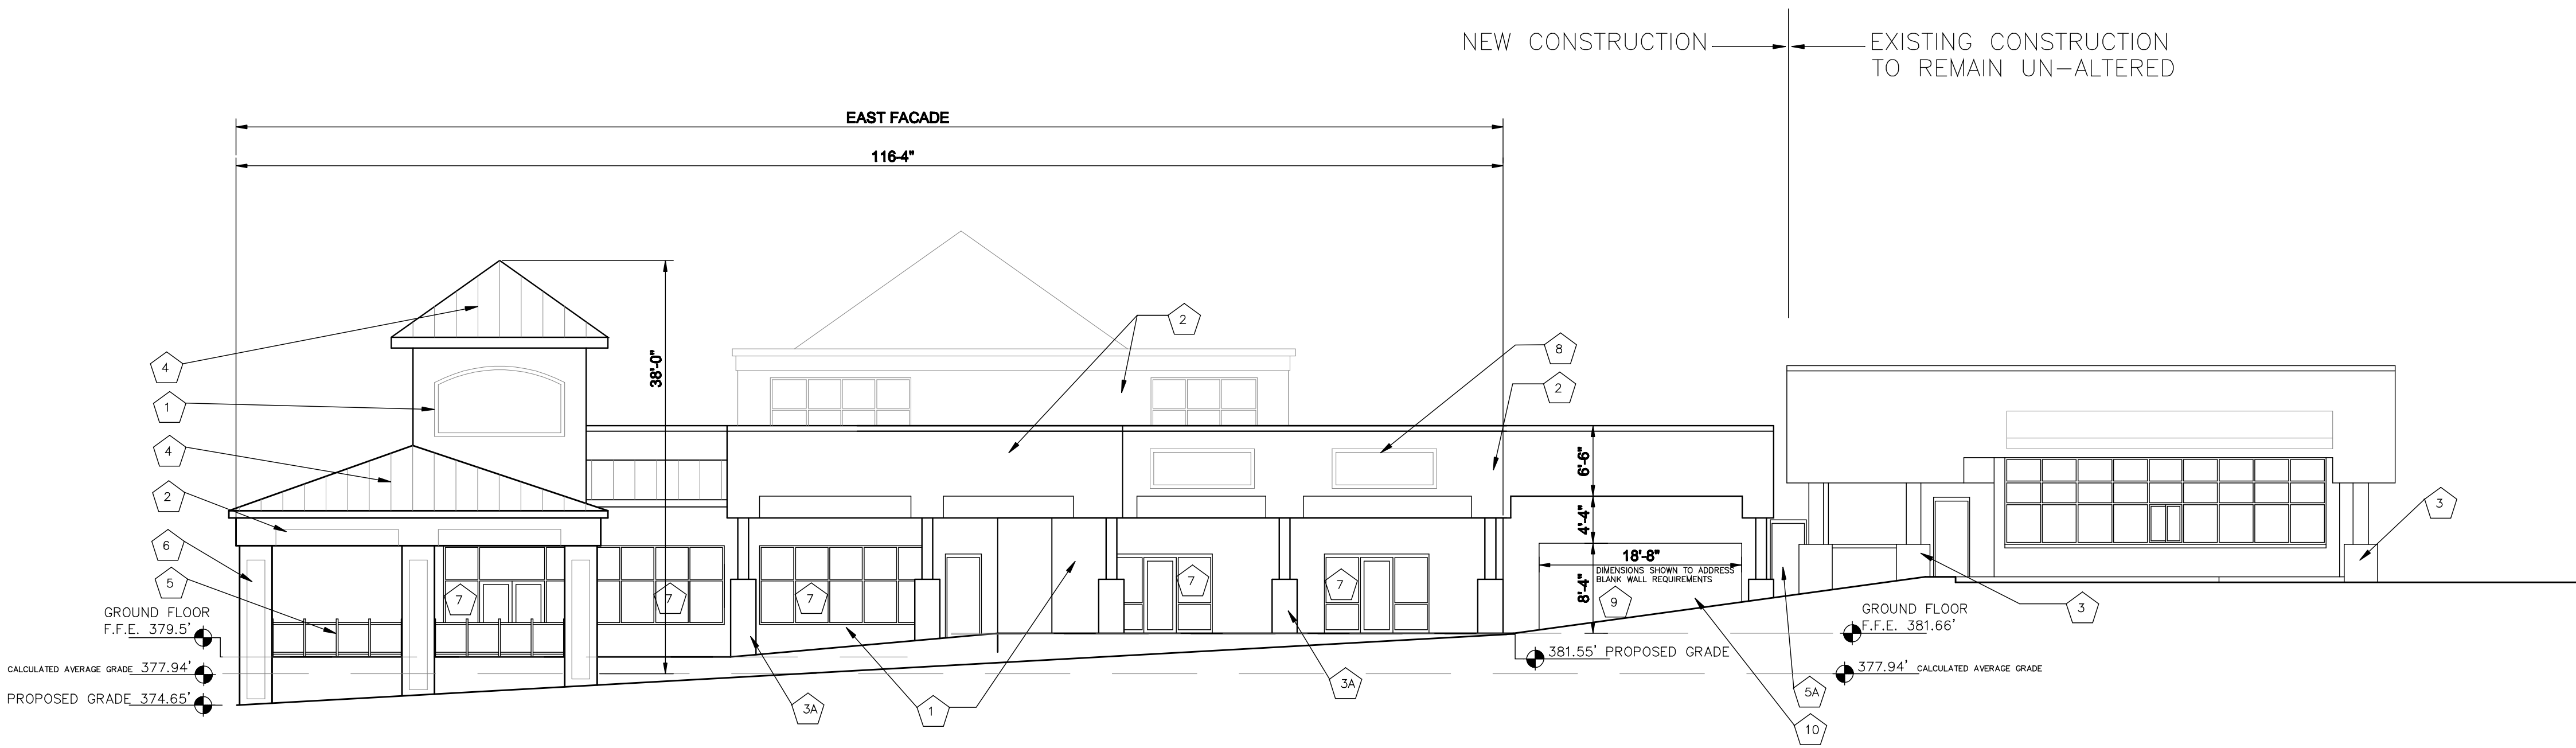 NEW CONSTRUCTION
EXISTING CONSTRUCTION
TO REMAIN UN-ALTERED
EAST FACADE
116-4"
38'-0"
2
8
2
4
1
4
2
6
5
6'-6"
4'-4"
8'-4"
18'-8"
DIMENSIONS SHOWN TO ADDRESS
BLANK WALL REQUIREMENTS
3
7
7
7
7
7
9
3
GROUND FLOOR
F.F.E. 379.5'
CALCULATED AVERAGE GRADE 377.94'
PROPOSED GRADE 374.65'
GROUND FLOOR
F.F.E. 381.66'
381.55' PROPOSED GRADE
377.94' CALCULATED AVERAGE GRADE
3A
1
3A
5A
10